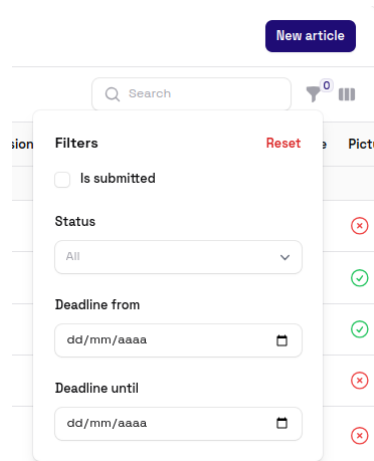 New article
Search
0
sion
Filters
Reset
e
Pict
Is submitted
Status
All
Deadline from
dd/mm/aaaa
Deadline until
dd/mm/aaaa